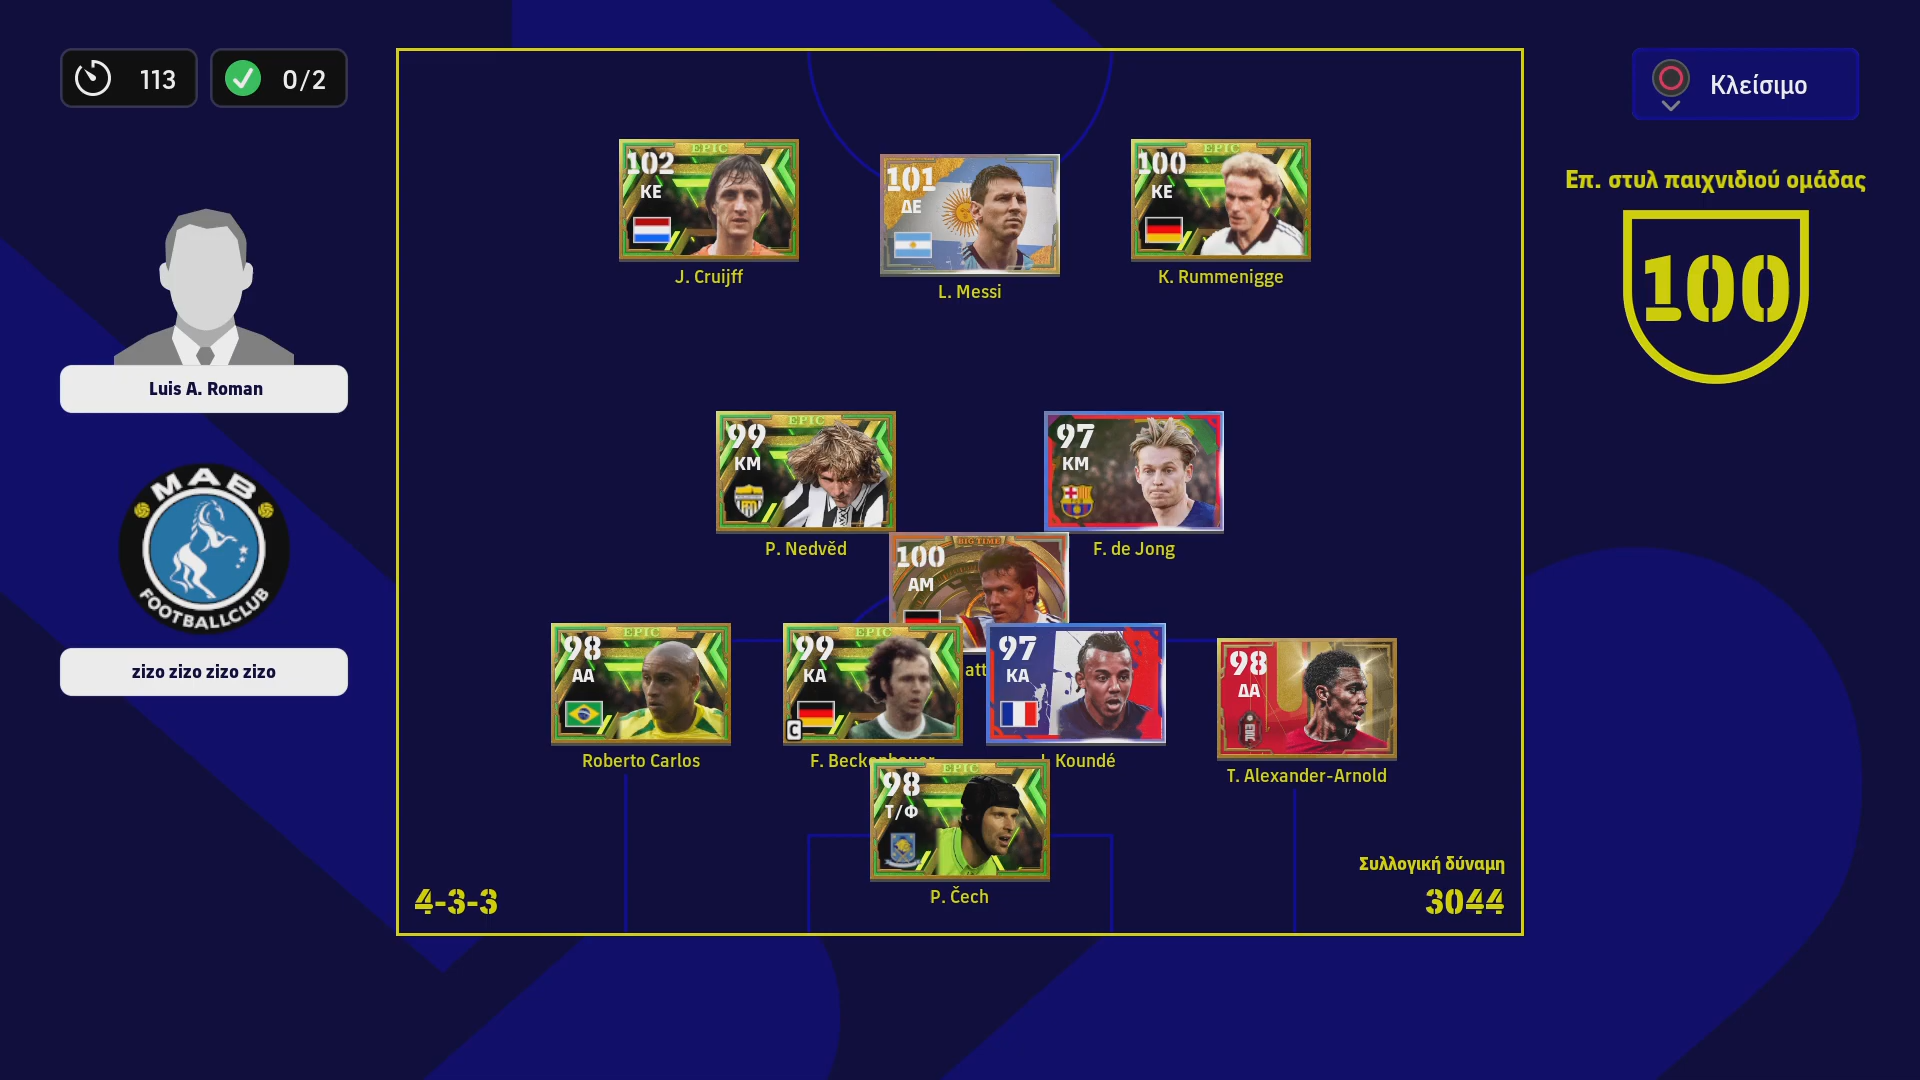 113
0/2
Κλείσιμο
Επ. στυλ παιχνιδιού ομάδας
100
Luis A. Roman
MAB
FOOTBALLCLUB
zizo zizo zizo zizo
EPIC
102
ΚΕ
J. Cruijff
101
ΔΕ
L. Messi
EPIC
100
ΚΕ
K. Rummenigge
EPIC
99
ΚΜ
P. Nedvěd
97
ΚΜ
F. de Jong
BIG TIME
100
ΑΜ
att
EPIC
98
ΑΑ
Roberto Carlos
EPIC
99
ΚΑ
C
F. Beckenbauer
97
ΚΑ
J. Koundé
98
ΔΑ
T. Alexander-Arnold
EPIC
98
Τ/Φ
P. Čech
4-3-3
Συλλογική δύναμη
3044